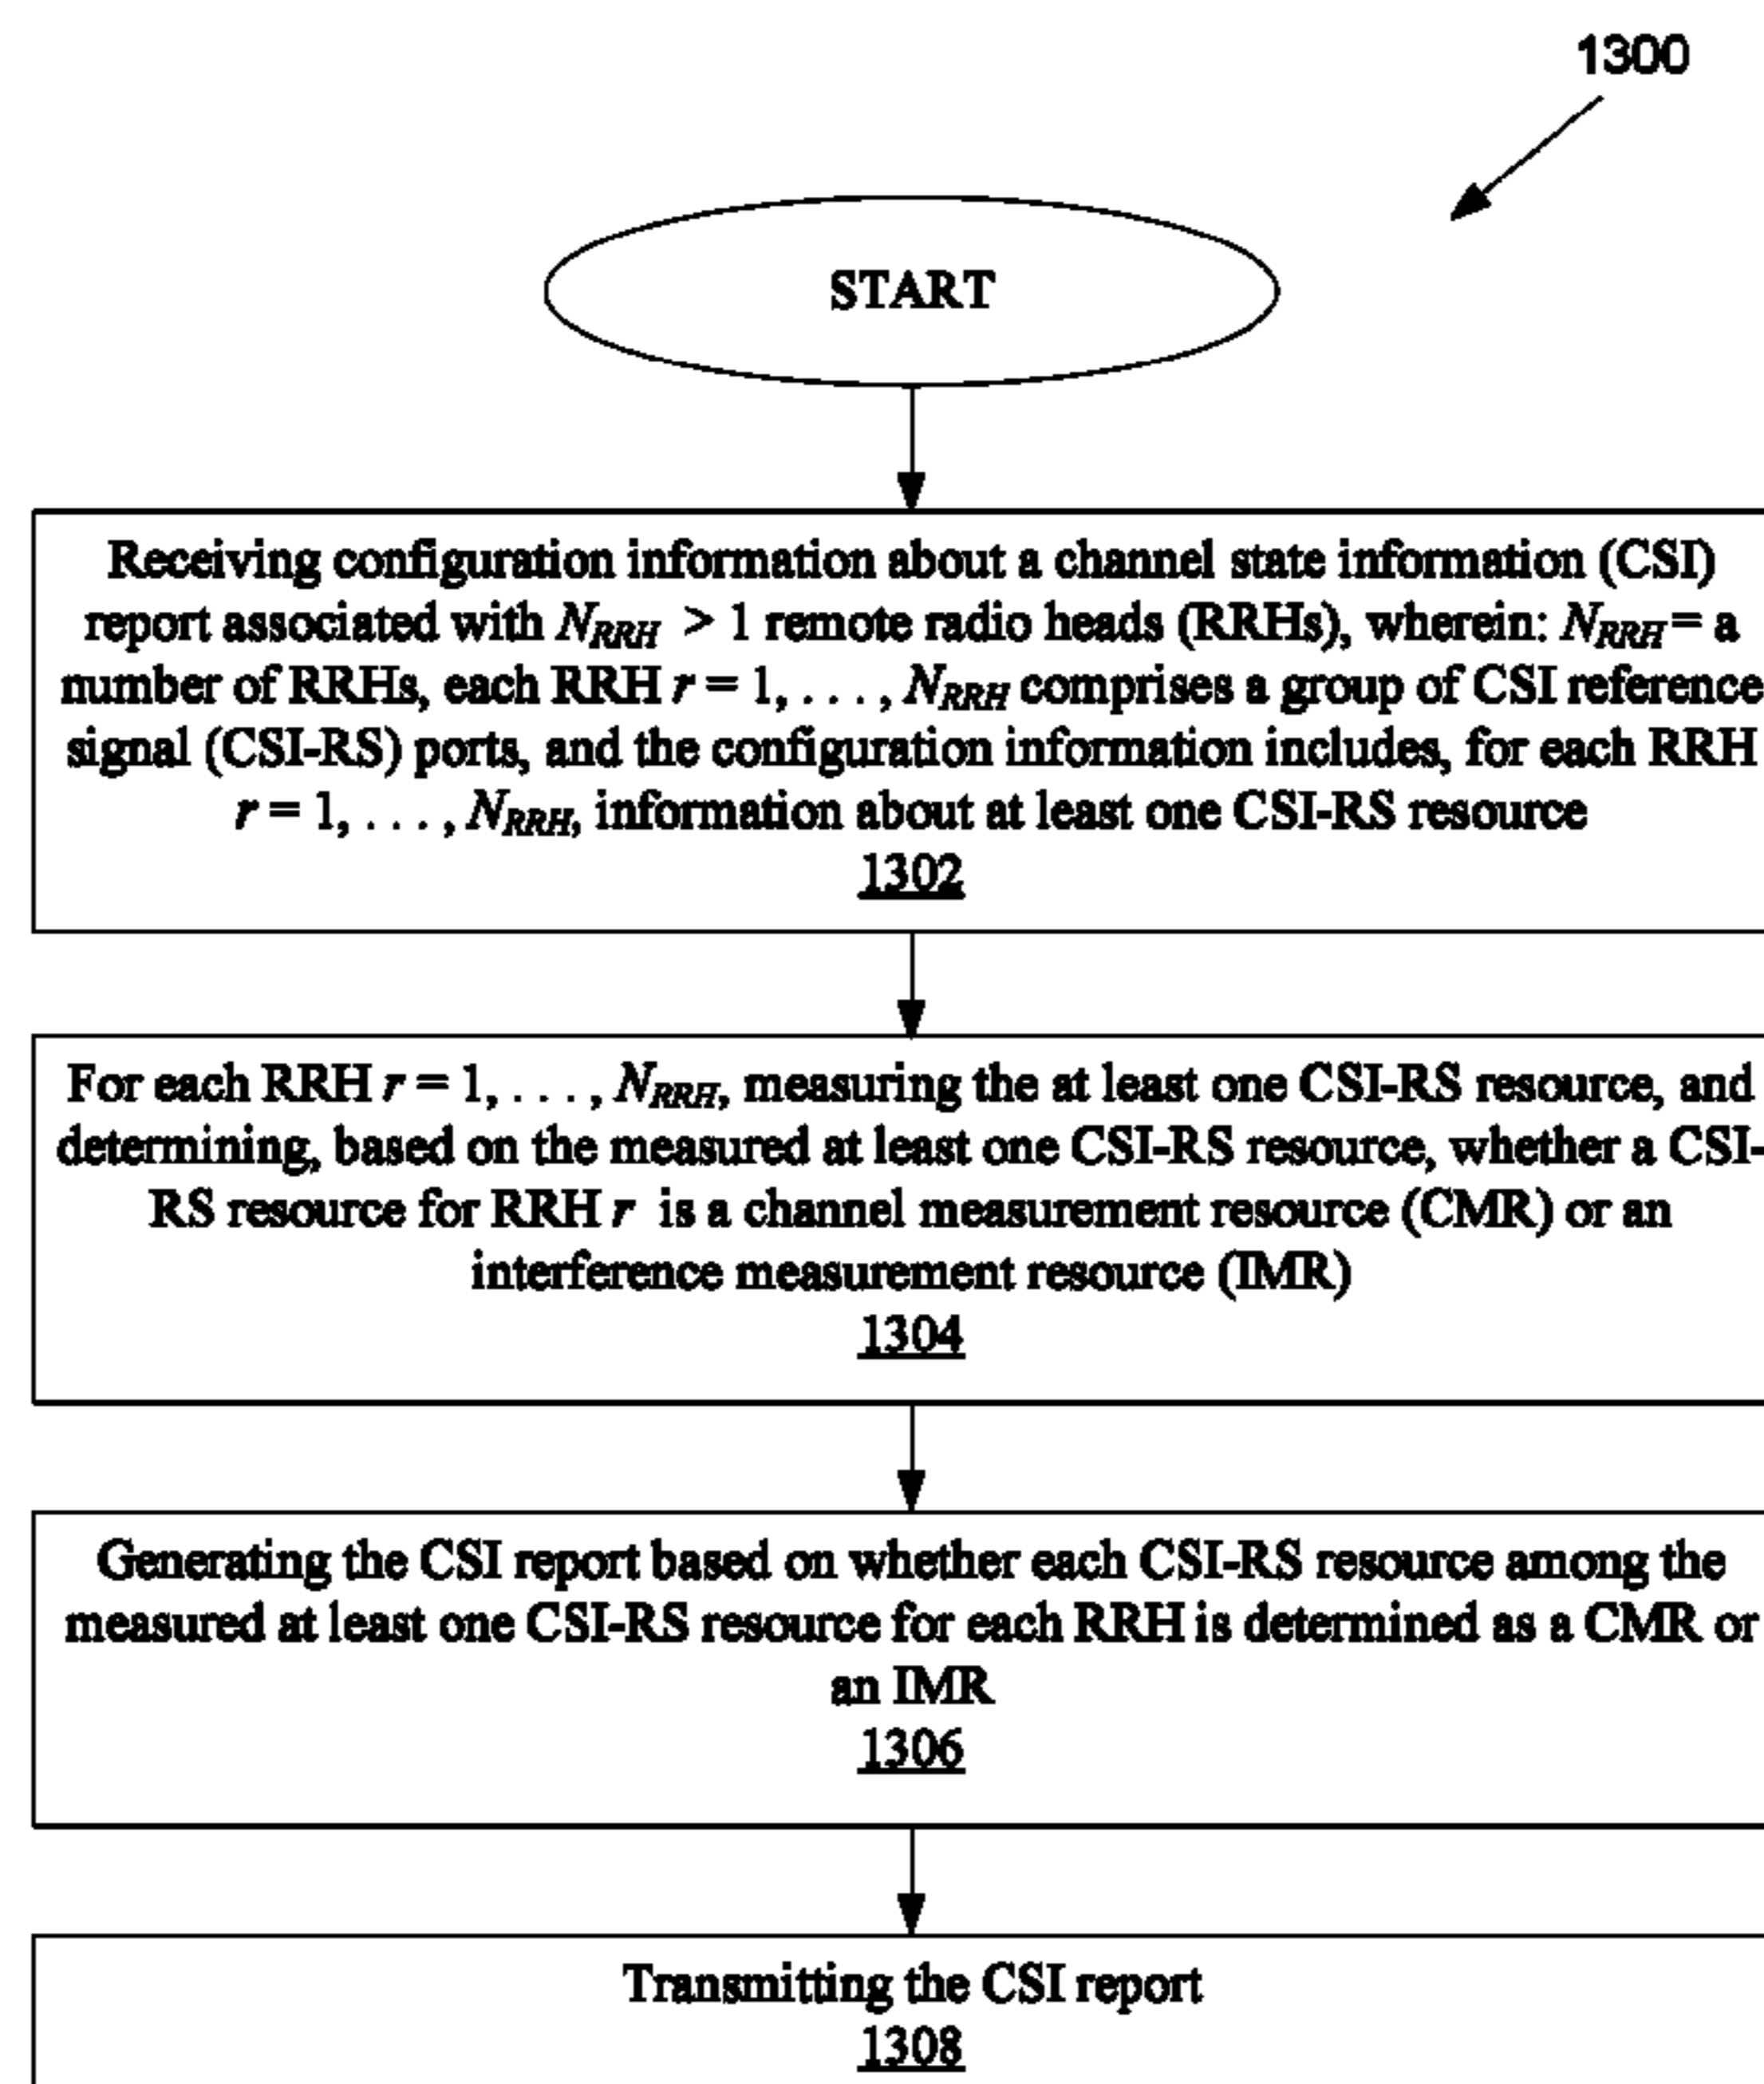 1300
START
Receiving configuration information about a channel state information (CSI)
report associated with N_RRH > 1 remote radio heads (RRHs), wherein: N_RRH = a
number of RRHs, each RRH r = 1, . . . , N_RRH comprises a group of CSI reference
signal (CSI-RS) ports, and the configuration information includes, for each RRH
r = 1, . . . , N_RRH, information about at least one CSI-RS resource
1302
For each RRH r = 1, . . . , N_RRH, measuring the at least one CSI-RS resource, and
determining, based on the measured at least one CSI-RS resource, whether a CSI-
RS resource for RRH r is a channel measurement resource (CMR) or an
interference measurement resource (IMR)
1304
Generating the CSI report based on whether each CSI-RS resource among the
measured at least one CSI-RS resource for each RRH is determined as a CMR or
an IMR
1306
Transmitting the CSI report
1308